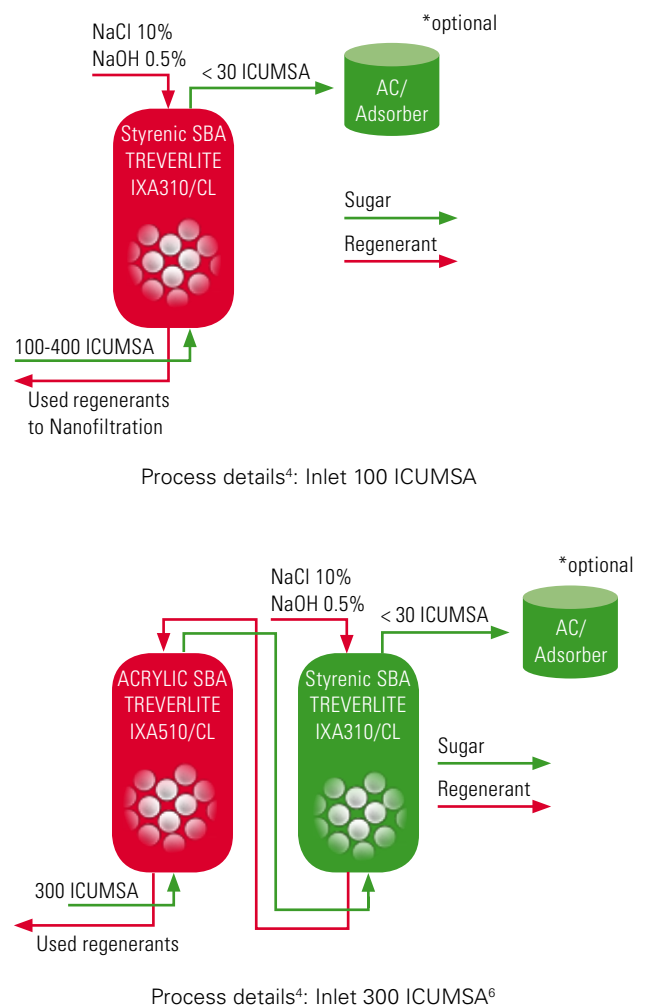 NaCl 10%
NaOH 0.5%
*optional
< 30 ICUMSA
AC/
Adsorber
Styrenic SBA
TREVERLITE
IXA310/CL
Sugar
Regenerant
100-400 ICUMSA
Used regenerants
to Nanofiltration
Process details⁴: Inlet 100 ICUMSA
*optional
NaCl 10%
NaOH 0.5%
< 30 ICUMSA
AC/
Adsorber
ACRYLIC SBA
TREVERLITE
IXA510/CL
Styrenic SBA
TREVERLITE
IXA310/CL
Sugar
Regenerant
300 ICUMSA
Used regenerants
Process details⁴: Inlet 300 ICUMSA⁶